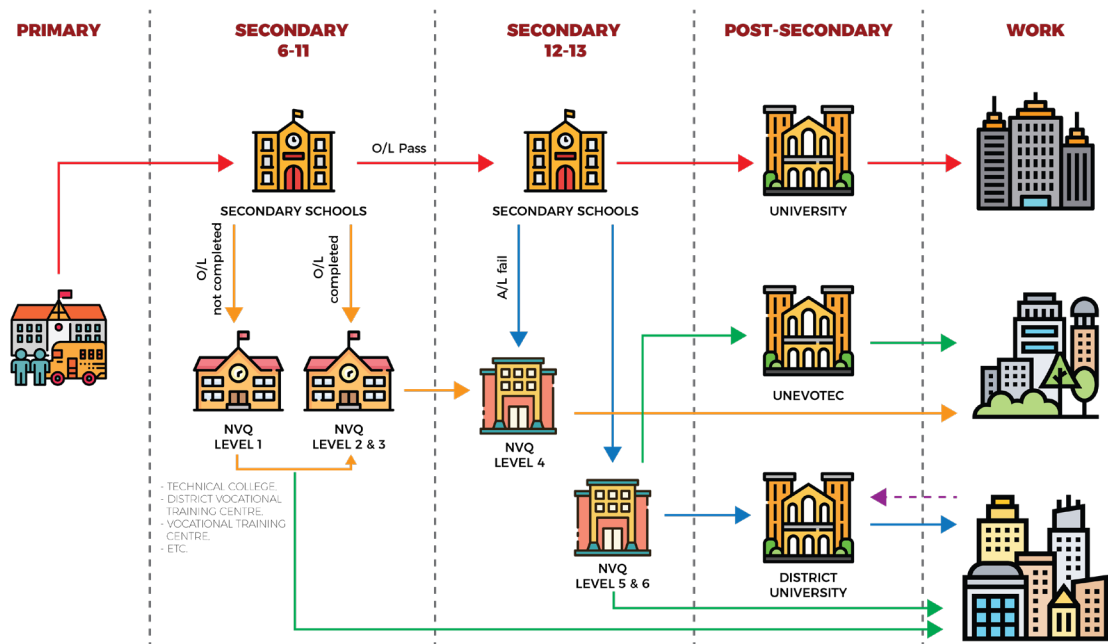 PRIMARY
SECONDARY
6-11
SECONDARY
12-13
POST-SECONDARY
WORK
O/L Pass
SECONDARY SCHOOLS
SECONDARY SCHOOLS
UNIVERSITY
O/L
not completed
O/L
completed
A/L fail
NVQ
LEVEL 1
NVQ
LEVEL 2 & 3
NVQ
LEVEL 4
UNEVOTEC
- TECHNICAL COLLEGE.
- DISTRICT VOCATIONAL
TRAINING CENTRE.
- VOCATIONAL TRAINING
CENTRE.
- ETC.
NVQ
LEVEL 5 & 6
DISTRICT
UNIVERSITY